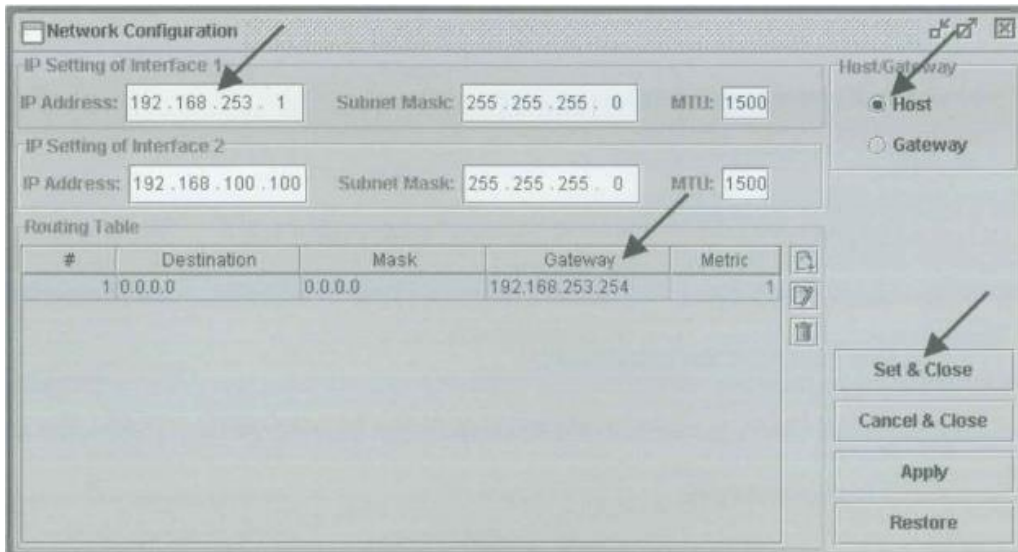 Network Configuration
IP Setting of Interface 1
IP Address: 192 . 168 . 253 . 1 Subnet Mask: 255 . 255 . 255 . 0 MTU: 1500
Host/Gateway
Host
Gateway
IP Setting of Interface 2
IP Address: 192 . 168 . 100 . 100 Subnet Mask: 255 . 255 . 255 . 0 MTU: 1500
Routing Table
# Destination Mask Gateway Metric
1 0.0.0.0 0.0.0.0 192.168.253.254 1
Set & Close
Cancel & Close
Apply
Restore